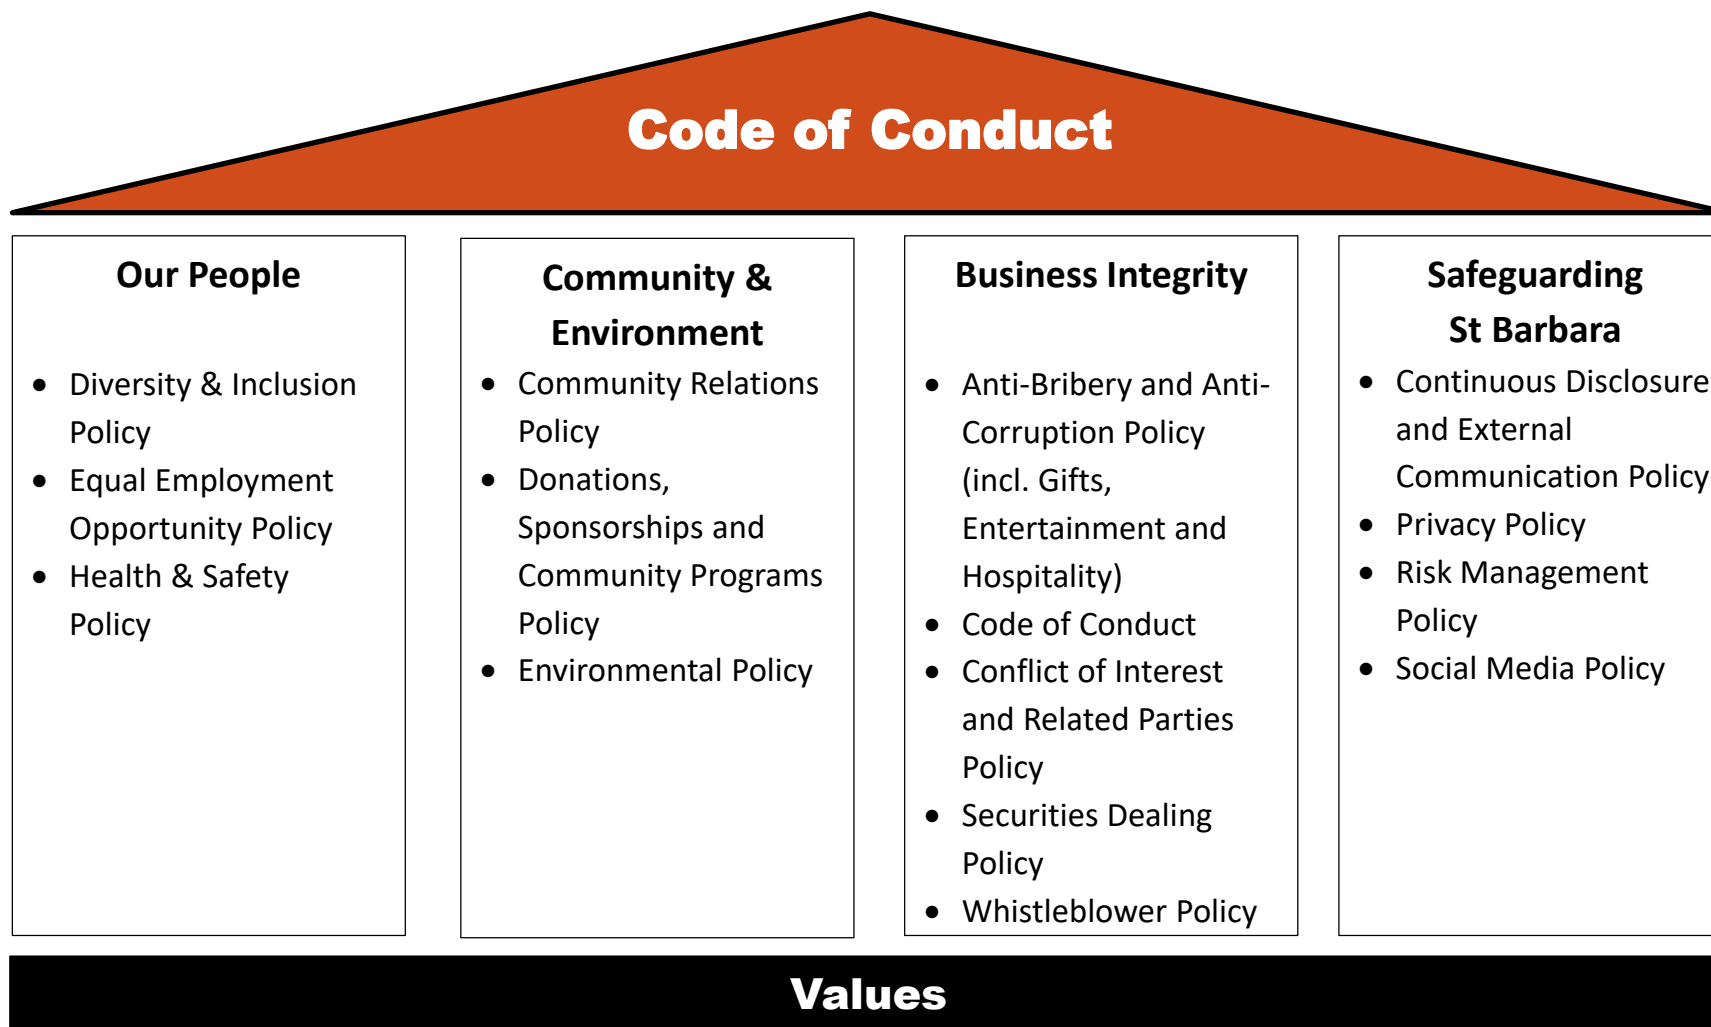 Code of Conduct
Our People
• Diversity & Inclusion
Policy
• Equal Employment
Opportunity Policy
• Health & Safety
Policy
Community &
Environment
• Community Relations
Policy
• Donations,
Sponsorships and
Community Programs
Policy
• Environmental Policy
Business Integrity
• Anti-Bribery and Anti-
Corruption Policy
(incl. Gifts,
Entertainment and
Hospitality)
• Code of Conduct
• Conflict of Interest
and Related Parties
Policy
• Securities Dealing
Policy
• Whistleblower Policy
Safeguarding
St Barbara
• Continuous Disclosure
and External
Communication Policy
• Privacy Policy
• Risk Management
Policy
• Social Media Policy
Values